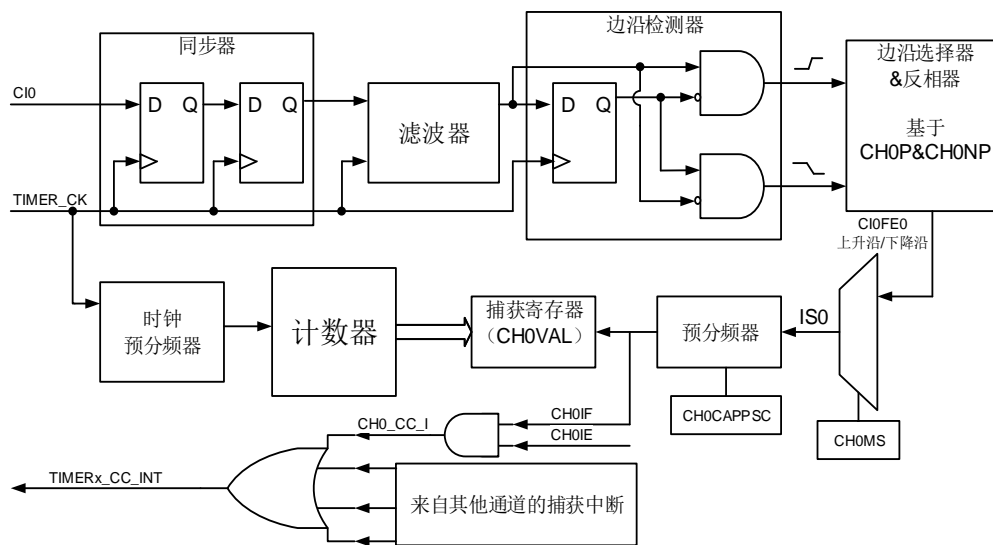 同步器
边沿检测器
CI0
D Q
D Q
滤波器
D Q
边沿选择器
&反相器
基于
CH0P&CH0NP
TIMER_CK
CI0FE0
上升沿/下降沿
时钟
预分频器
计数器
捕获寄存器
（CH0VAL）
预分频器
IS0
CH0CAPPSC
CH0MS
CH0IF
CH0IE
CH0_CC_I
TIMERx_CC_INT
来自其他通道的捕获中断